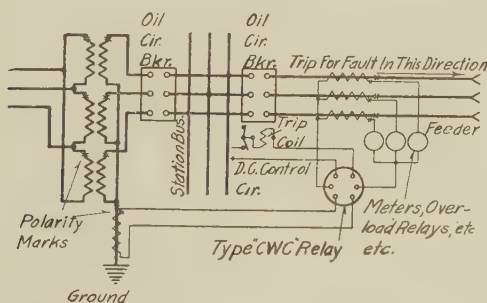 Oil
Cir.
Bkr.
Oil
Cir.
Bkr.
Trip For Fault In This Direction
Feeder
Station Bus.
Trip
Coil
D.C. Control
Cir.
Polarity
Marks
Type "CWC" Relay
Meters, Over-
load Relays, etc
etc.
Ground